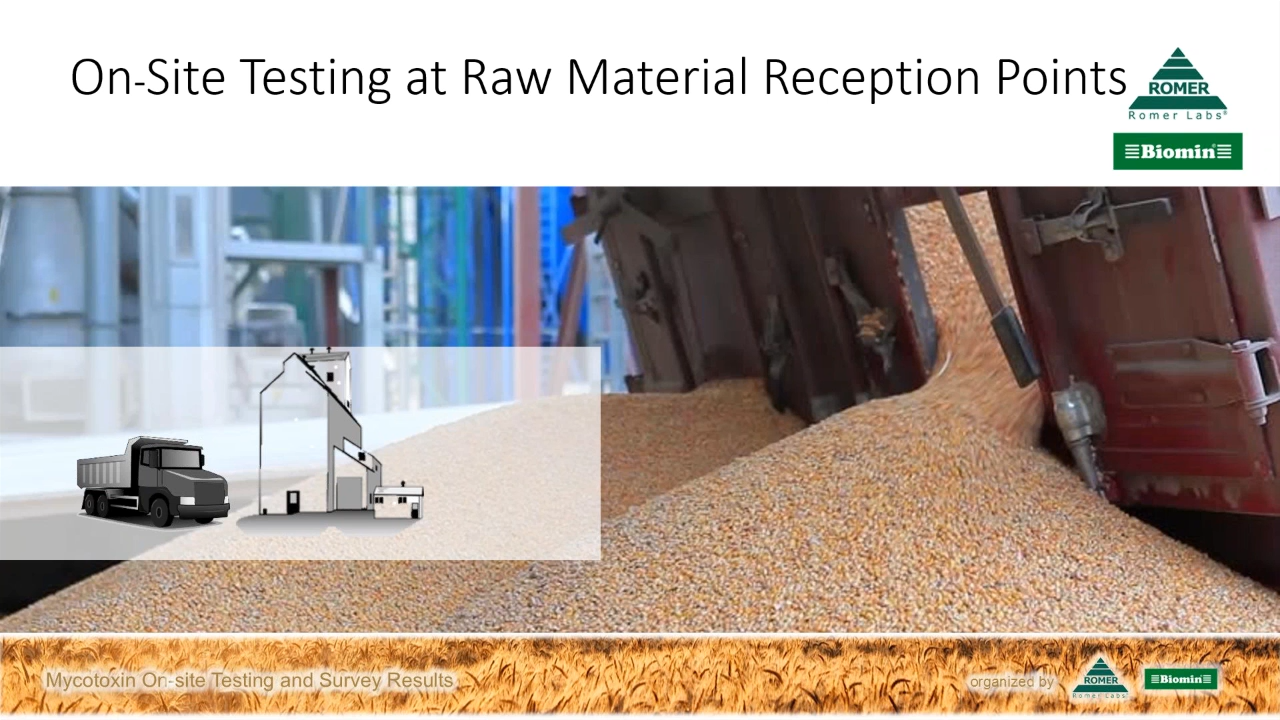 On-Site Testing at Raw Material Reception Points
ROMER
Romer Labs®
Biomin®
Mycotoxin On-site Testing and Survey Results
organized by
ROMER
Romer Labs
Biomin